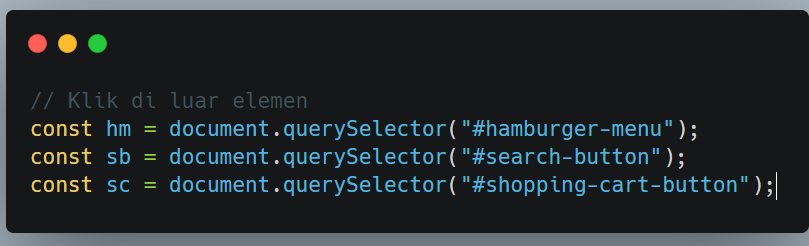 // Klik di luar elemen
const hm = document.querySelector("#hamburger-menu");
const sb = document.querySelector("#search-button");
const sc = document.querySelector("#shopping-cart-button");